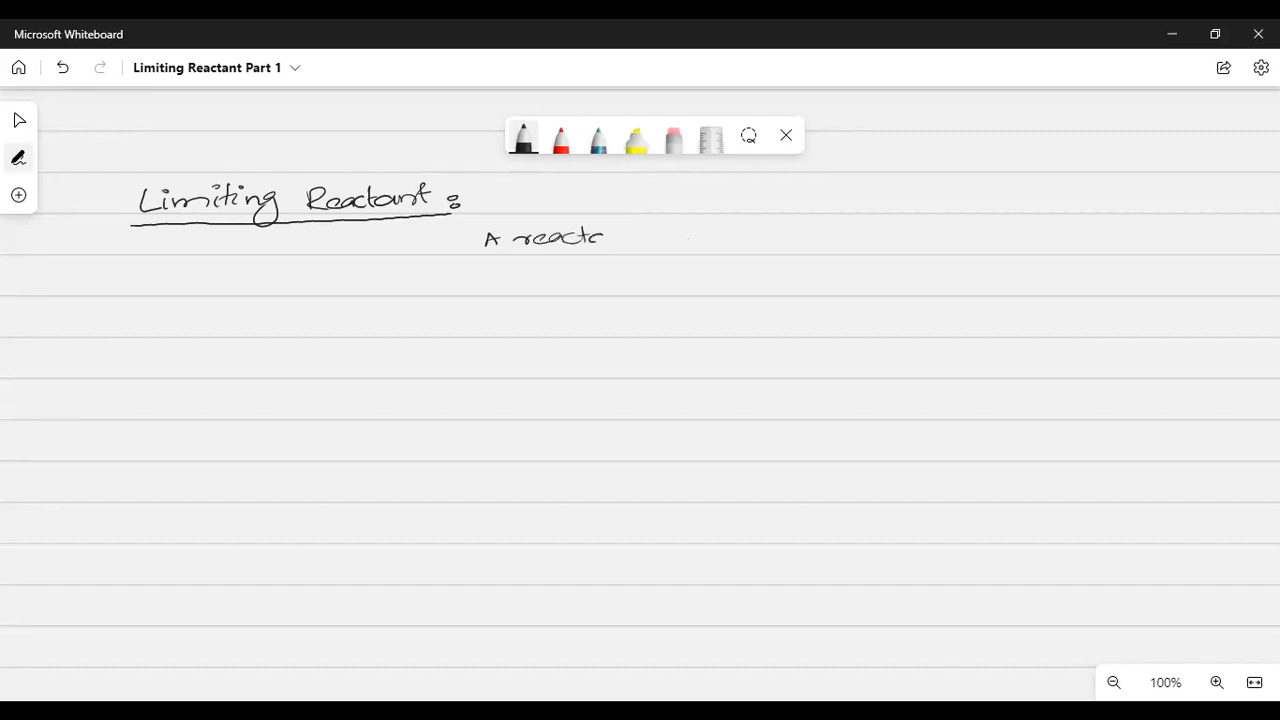 Microsoft Whiteboard
Limiting Reactant Part 1
Limiting Reactant :
A reacta
100%